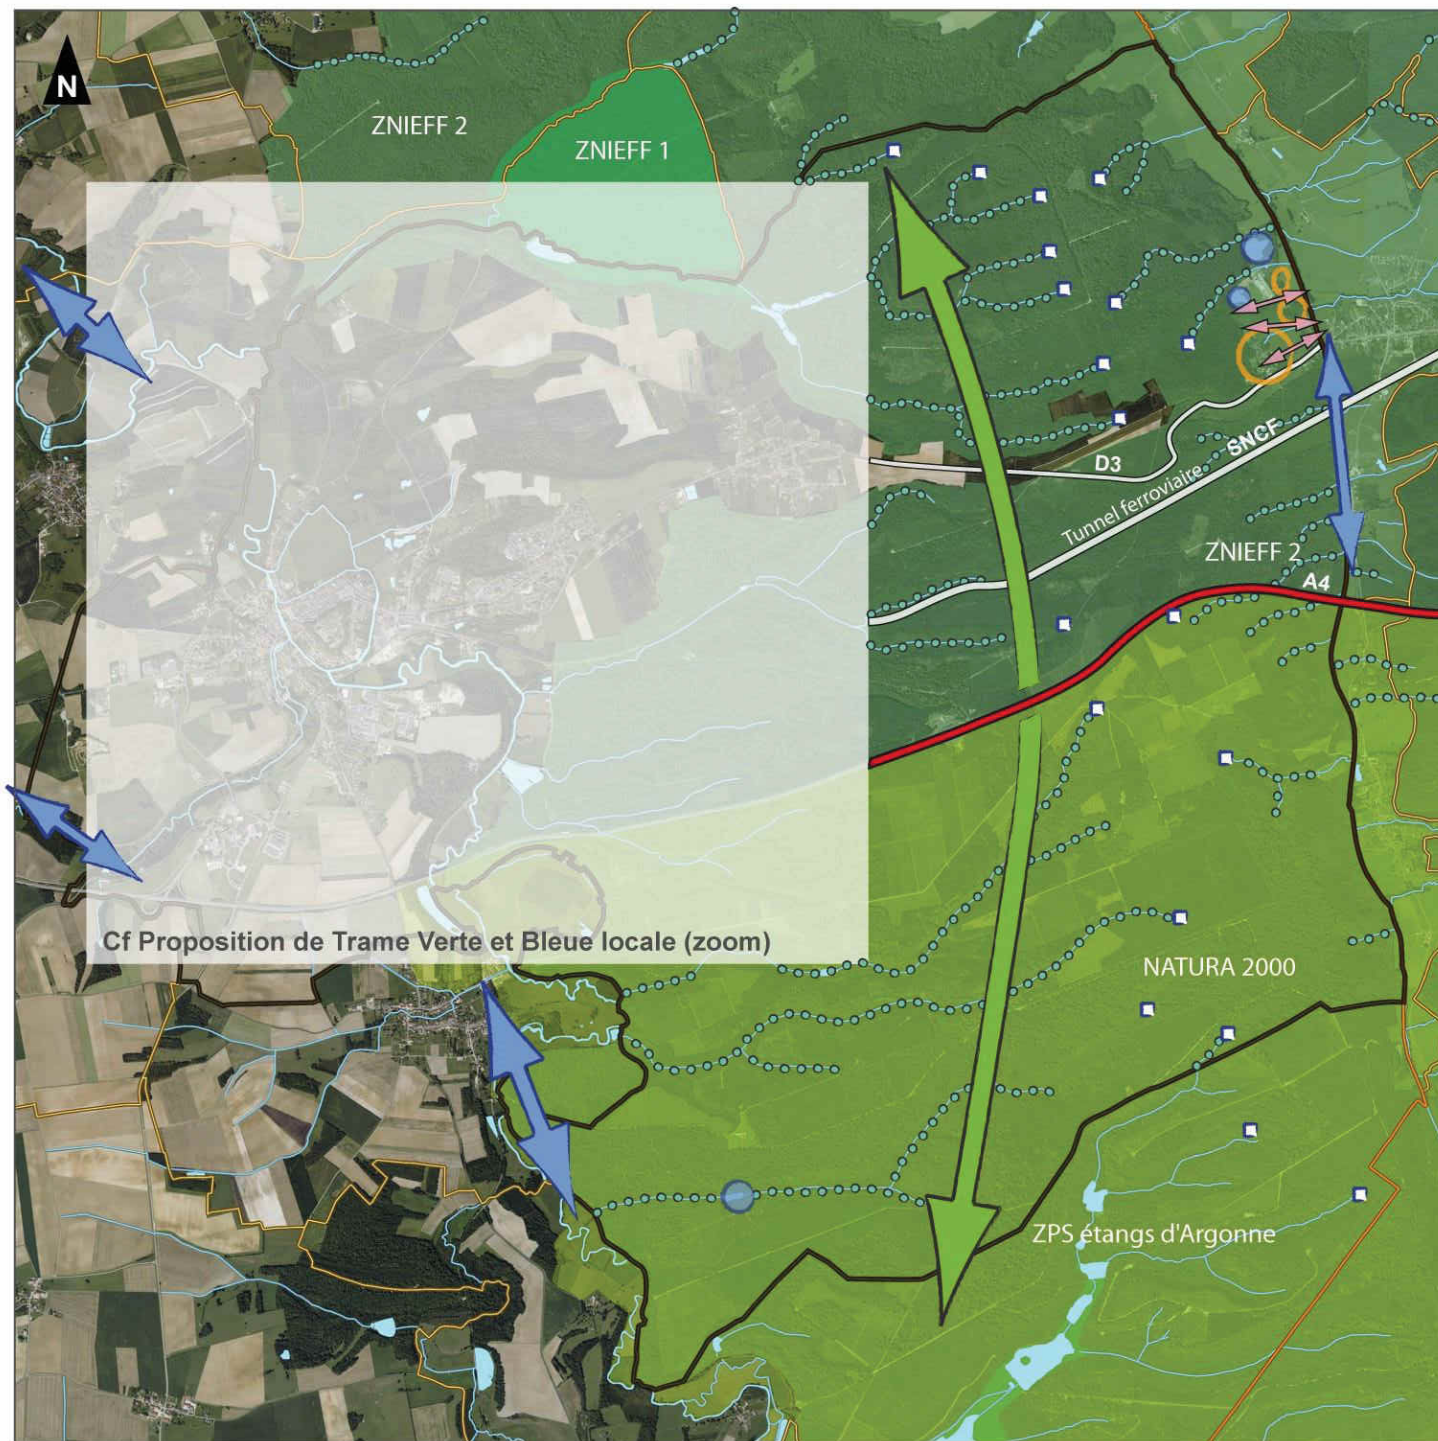 N
ZNIEFF 2
ZNIEFF 1
D3
SNCF
Tunnel ferroviaire
ZNIEFF 2
A4
Cf Proposition de Trame Verte et Bleue locale (zoom)
NATURA 2000
ZPS étangs d'Argonne